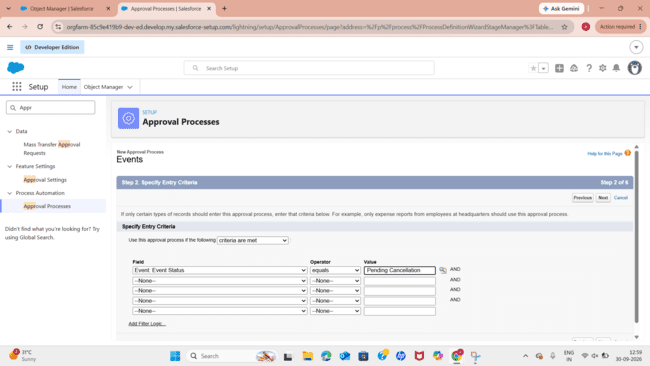 Object Manager | Salesforce
Approval Processes | Salesforce
Ask Gemini
orgfarm-85c9e419b9-dev-ed.develop.my.salesforce-setup.com/lightning/setup/ApprovalProcesses/page?address=%2Fp%2Fprocess%2FProcessDefinitionWizardStageManager%3FTable...
Action required
Developer Edition
Search Setup
Setup
Home
Object Manager
Appr
Data
Mass Transfer Approval Requests
Feature Settings
Approval Settings
Process Automation
Approval Processes
Didn't find what you're looking for? Try using Global Search.
SETUP
Approval Processes
New Approval Process
Events
Help for this Page
Step 2. Specify Entry Criteria
Step 2 of 6
Previous
Next
Cancel
If only certain types of records should enter this approval process, enter that criteria below. For example, only expense reports from employees at headquarters should use this approval process.
Specify Entry Criteria
Use this approval process if the following criteria are met :
Field
Operator
Value
Event: Event Status
equals
Pending Cancellation
AND
--None--
--None--
AND
--None--
--None--
AND
--None--
--None--
AND
--None--
--None--
Add Filter Logic...
31°C
Sunny
Search
ENG
IN
12:59
30-09-2026